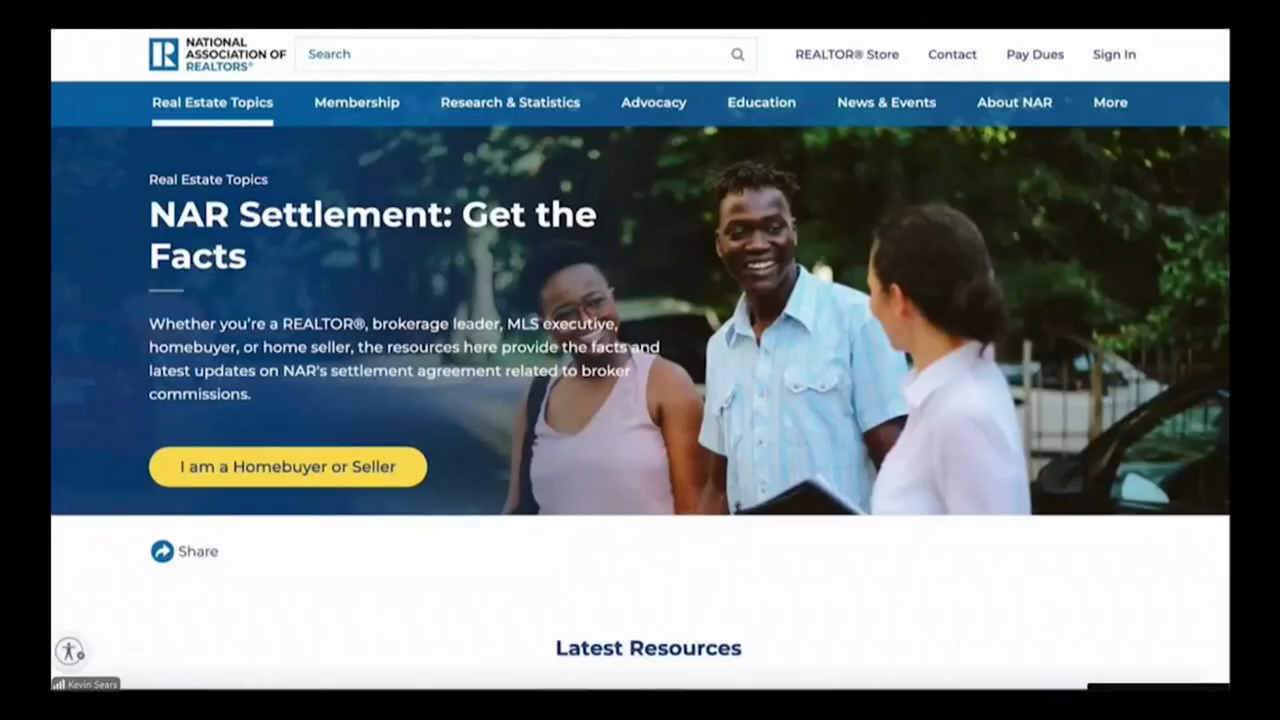 NATIONAL
ASSOCIATION OF
REALTORS®
Search
REALTOR® Store
Contact
Pay Dues
Sign In
Real Estate Topics
Membership
Research & Statistics
Advocacy
Education
News & Events
About NAR
More
Real Estate Topics
NAR Settlement: Get the
Facts
Whether you're a REALTOR®, brokerage leader, MLS executive,
homebuyer, or home seller, the resources here provide the facts and
latest updates on NAR's settlement agreement related to broker
commissions.
I am a Homebuyer or Seller
Share
Latest Resources
Kevin Sears